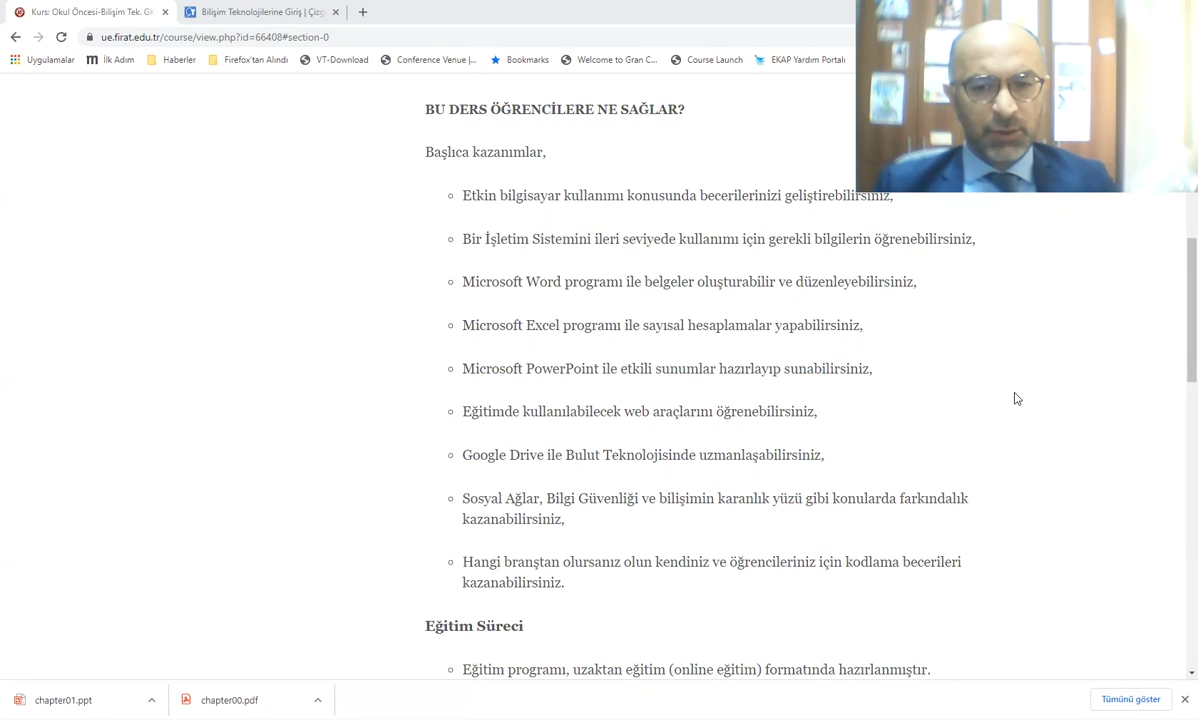 Kurs: Okul Öncesi-Bilişim Tek. GK
Bilişim Teknolojilerine Giriş | Çizg
ue.firat.edu.tr/course/view.php?id=66408#section-0
Uygulamalar İlk Adım Haberler Firefox'tan Alındı VT-Download Conference Venue |... Bookmarks Welcome to Gran C... Course Launch EKAP Yardım Portalı
BU DERS ÖĞRENCİLERE NE SAĞLAR?
Başlıca kazanımlar,
Etkin bilgisayar kullanımı konusunda becerilerinizi geliştirebilirsiniz,
Bir İşletim Sistemini ileri seviyede kullanımı için gerekli bilgilerin öğrenebilirsiniz,
Microsoft Word programı ile belgeler oluşturabilir ve düzenleyebilirsiniz,
Microsoft Excel programı ile sayısal hesaplamalar yapabilirsiniz,
Microsoft PowerPoint ile etkili sunumlar hazırlayıp sunabilirsiniz,
Eğitimde kullanılabilecek web araçlarını öğrenebilirsiniz,
Google Drive ile Bulut Teknolojisinde uzmanlaşabilirsiniz,
Sosyal Ağlar, Bilgi Güvenliği ve bilişimin karanlık yüzü gibi konularda farkındalık
kazanabilirsiniz,
Hangi branştan olursanız olun kendiniz ve öğrencileriniz için kodlama becerileri
kazanabilirsiniz.
Eğitim Süreci
Eğitim programı, uzaktan eğitim (online eğitim) formatında hazırlanmıştır.
chapter01.ppt
chapter00.pdf
Tümünü göster